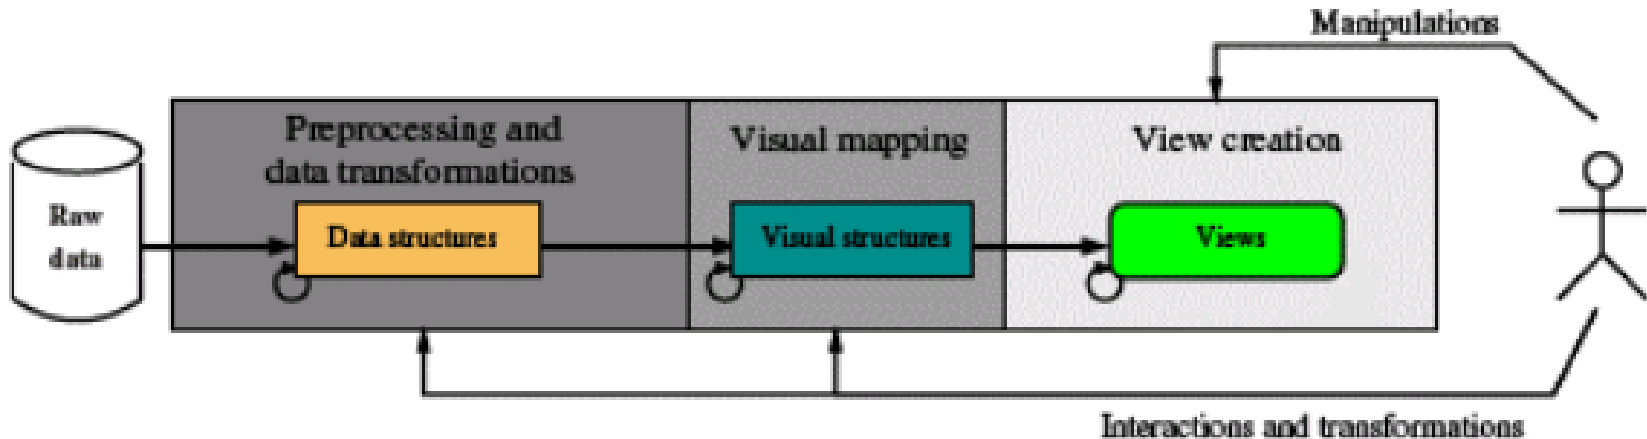 Manipulations
Preprocessing and
data transformations
Visual mapping
View creation
Raw
data
Data structures
Visual structures
Views
Interactions and transformations